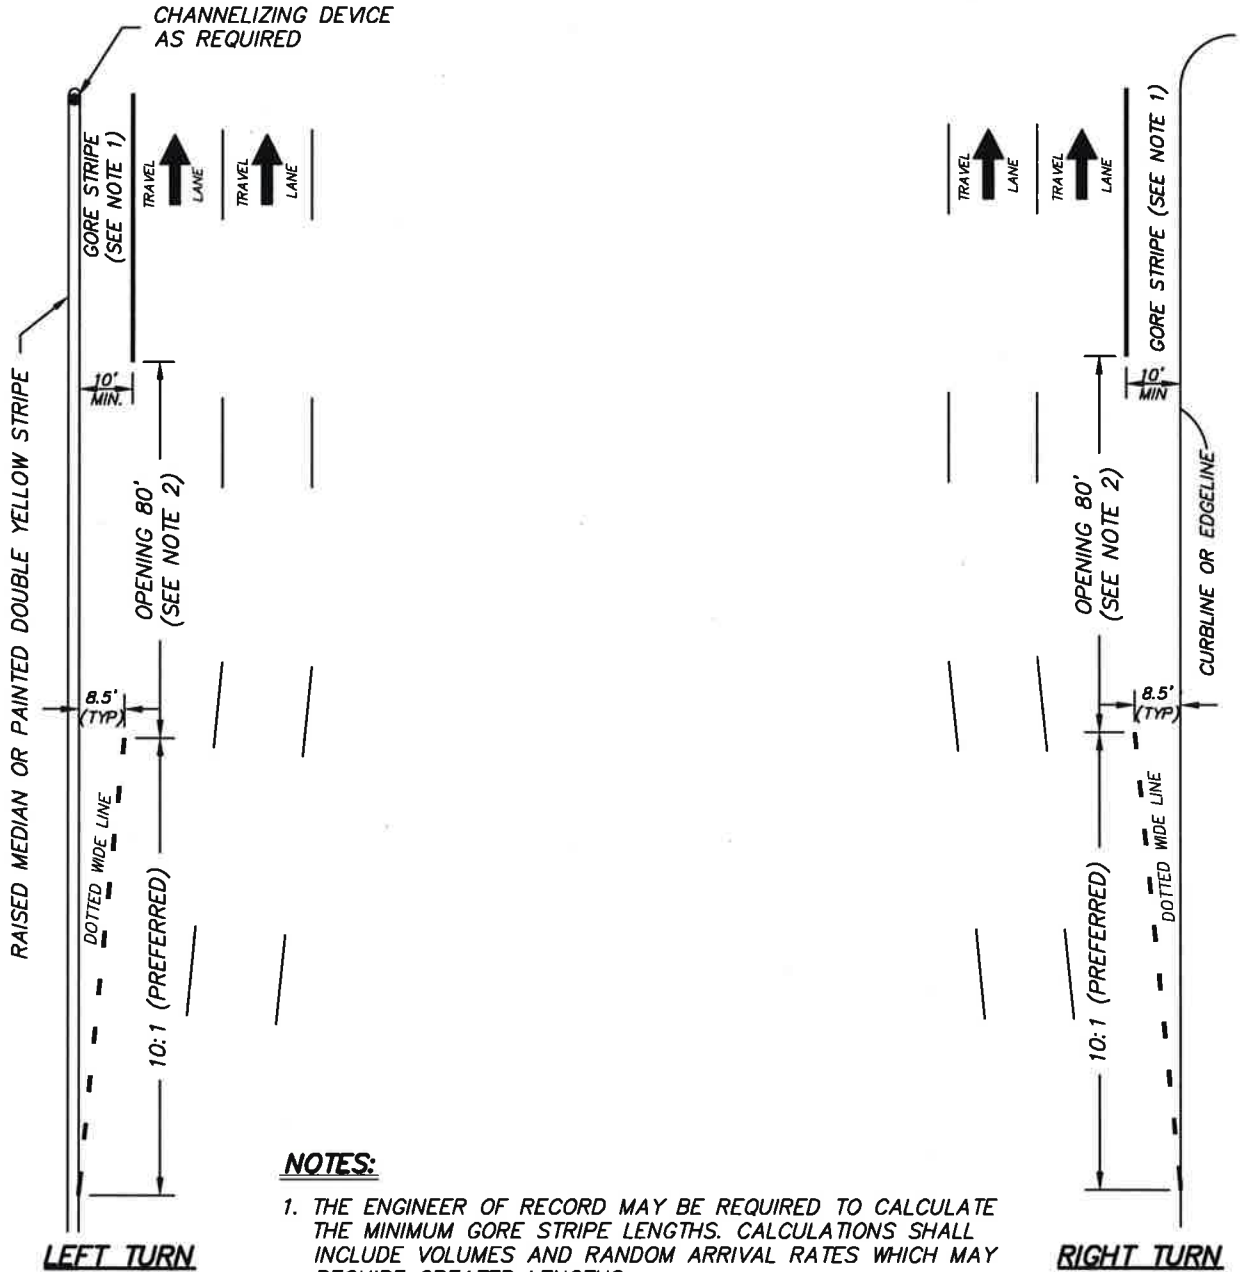 CHANNELIZING DEVICE
AS REQUIRED
GORE STRIPE
(SEE NOTE 1)
TRAVEL
LANE
TRAVEL
LANE
10'
MIN.
RAISED MEDIAN OR PAINTED DOUBLE YELLOW STRIPE
OPENING 80'
(SEE NOTE 2)
8.5'
(TYP)
DOTTED WIDE LINE
10:1 (PREFERRED)
LEFT TURN
TRAVEL
LANE
TRAVEL
LANE
GORE STRIPE (SEE NOTE 1)
10'
MIN
OPENING 80'
(SEE NOTE 2)
CURBLINE OR EDGELINE
8.5'
(TYP)
DOTTED WIDE LINE
10:1 (PREFERRED)
RIGHT TURN
NOTES:
1. THE ENGINEER OF RECORD MAY BE REQUIRED TO CALCULATE
THE MINIMUM GORE STRIPE LENGTHS. CALCULATIONS SHALL
INCLUDE VOLUMES AND RANDOM ARRIVAL RATES WHICH MAY